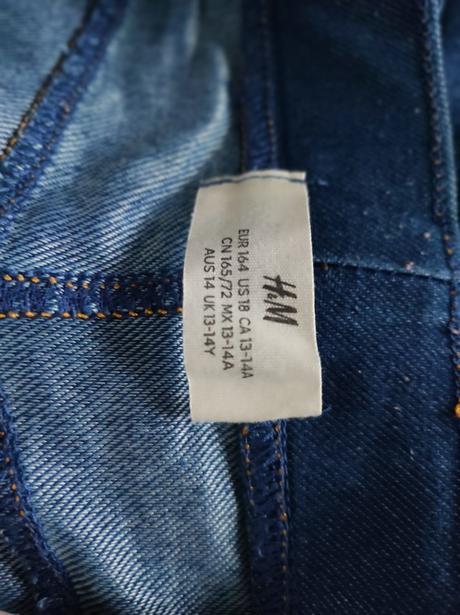 H&M
EUR 164 US 18 CA 13-14A
CN 165/72 MX 13-14A
AUS 14 UK 13-14Y